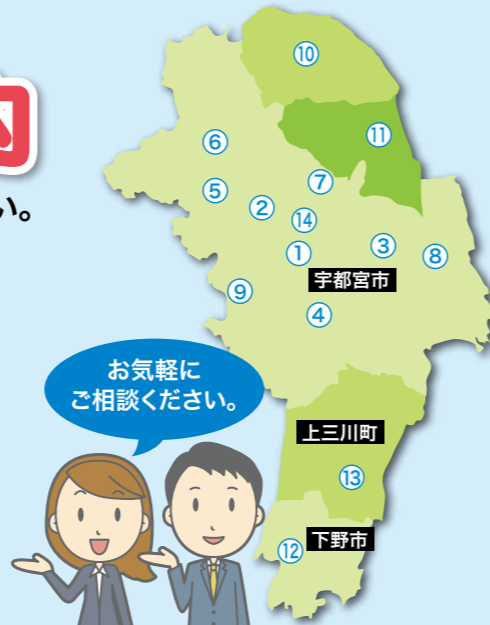 ⑩
⑪
⑥
⑦
⑤
②
⑭
い。
①
③
⑧
宇都宮市
⑨
④
お気軽に
ご相談ください。
上三川町
⑬
⑫
下野市